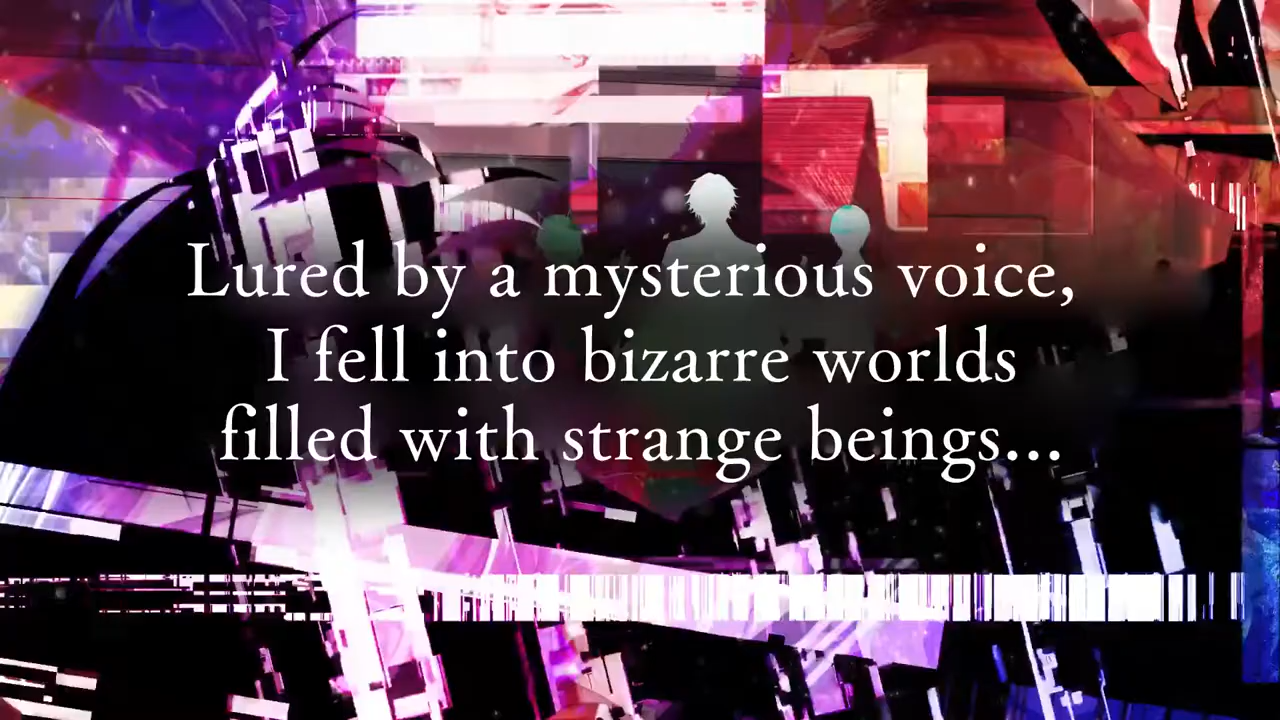 Lured by a mysterious voice,
I fell into bizarre worlds
filled with strange beings...